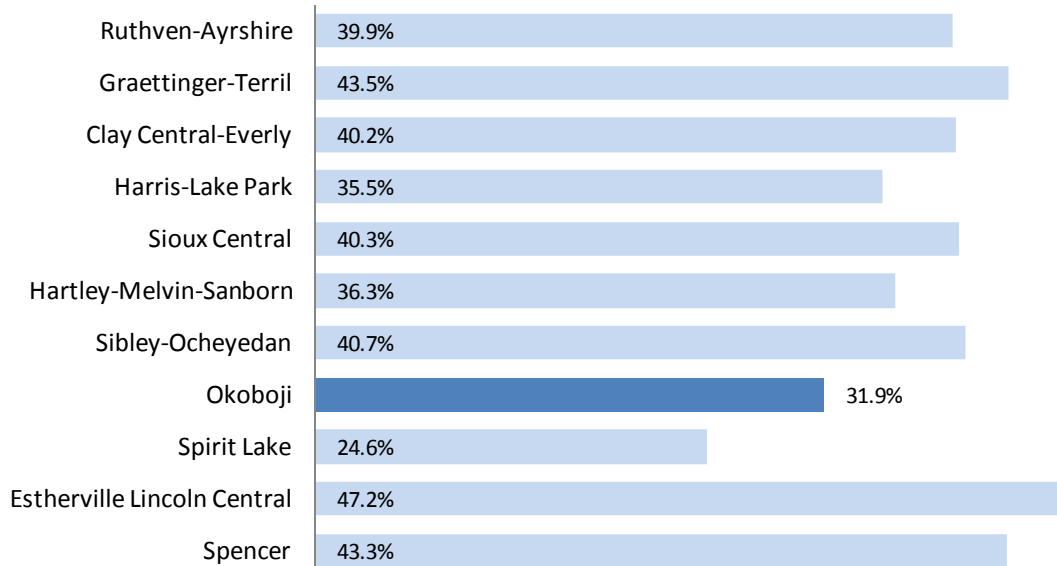 Ruthven-Ayrshire 39.9%
Graettinger-Terril 43.5%
Clay Central-Everly 40.2%
Harris-Lake Park 35.5%
Sioux Central 40.3%
Hartley-Melvin-Sanborn 36.3%
Sibley-Ocheyedan 40.7%
Okoboji 31.9%
Spirit Lake 24.6%
Estherville Lincoln Central 47.2%
Spencer 43.3%